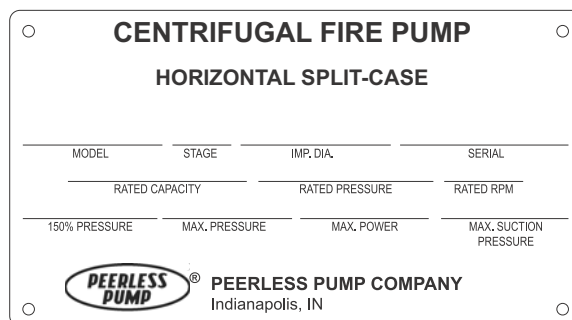 CENTRIFUGAL FIRE PUMP
HORIZONTAL SPLIT-CASE
MODEL STAGE IMP. DIA. SERIAL
RATED CAPACITY RATED PRESSURE RATED RPM
150% PRESSURE MAX. PRESSURE MAX. POWER MAX. SUCTION
PRESSURE
PEERLESS
PUMP
® PEERLESS PUMP COMPANY
Indianapolis, IN